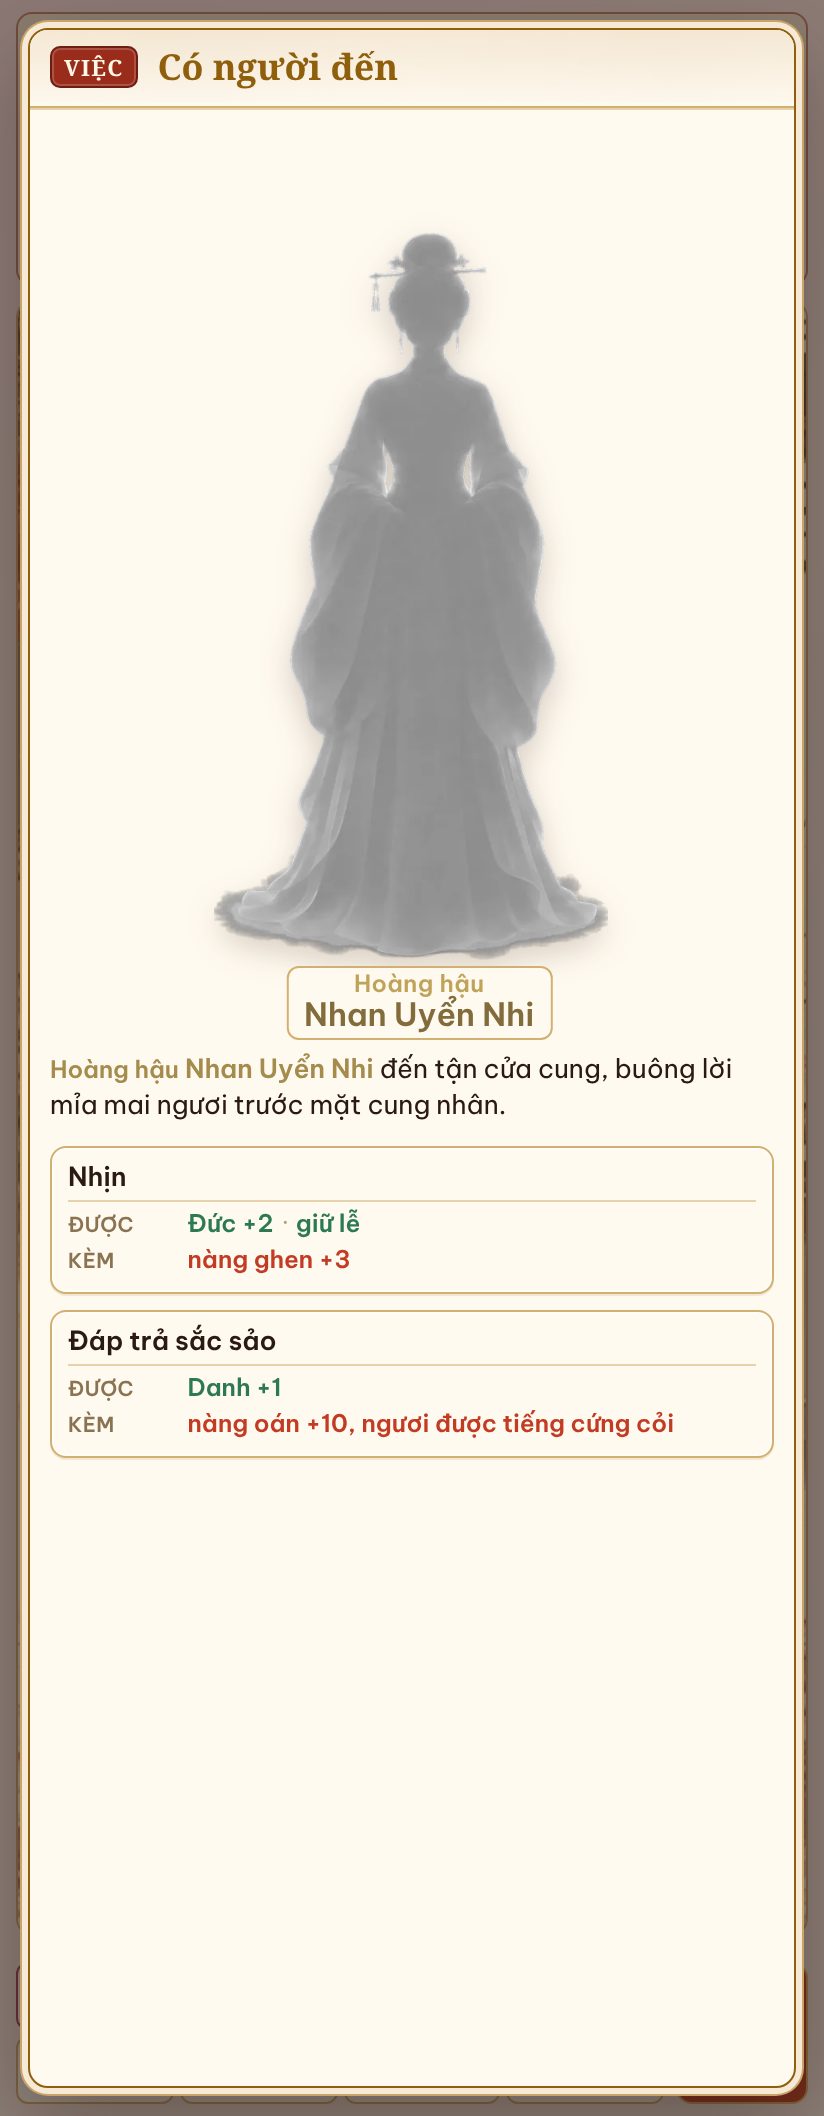 VIỆC Có người đến
Hoàng hậu
Nhan Uyển Nhi
Hoàng hậu Nhan Uyển Nhi đến tận cửa cung, buông lời
mỉa mai ngươi trước mặt cung nhân.
Nhịn
ĐƯỢC Đức +2 · giữ lễ
KÈM nàng ghen +3
Đáp trả sắc sảo
ĐƯỢC Danh +1
KÈM nàng oán +10, ngươi được tiếng cứng cỏi